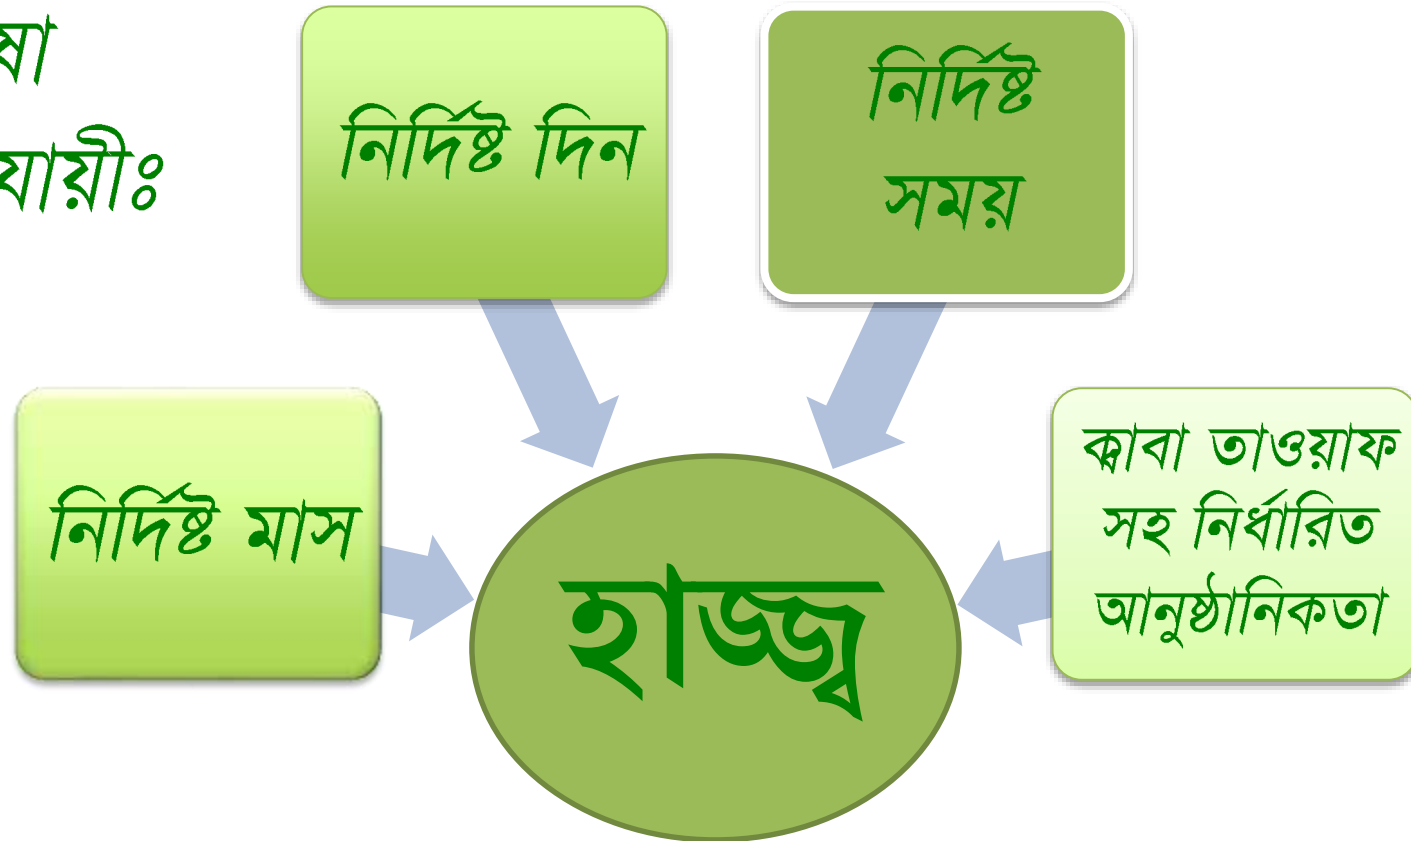 নির্দিষ্ট দিন
নির্দিষ্ট
সময়
নির্দিষ্ট মাস
ক্বাবা তাওয়াফ
সহ নির্ধারিত
আনুষ্ঠানিকতা
হাজ্জ্ব